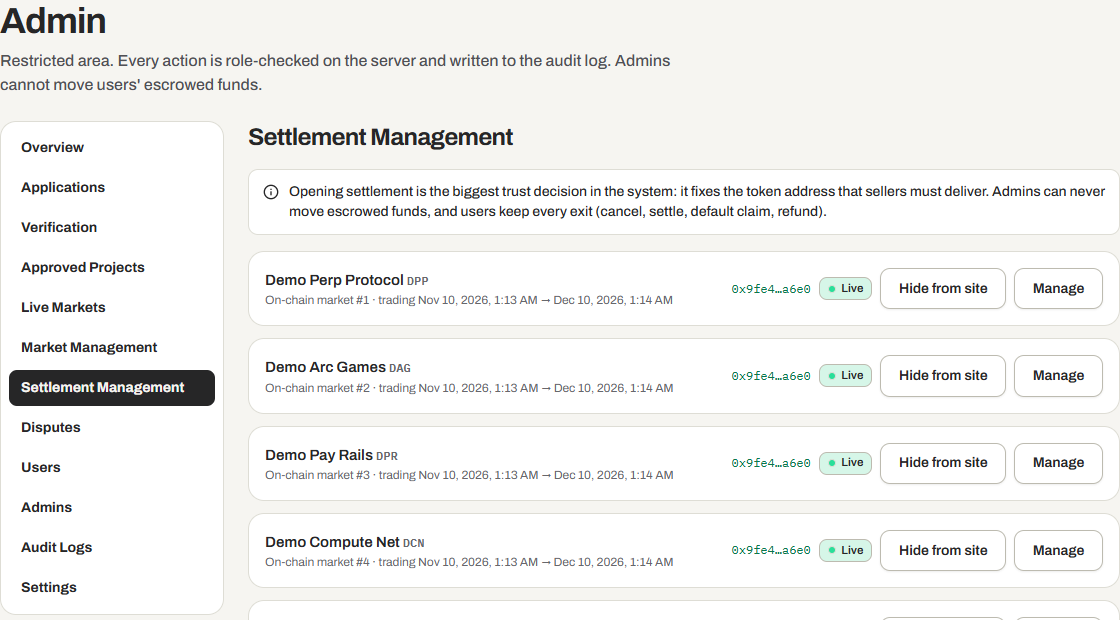 Admin
Restricted area. Every action is role-checked on the server and written to the audit log. Admins
cannot move users' escrowed funds.
Overview
Applications
Verification
Approved Projects
Live Markets
Market Management
Settlement Management
Disputes
Users
Admins
Audit Logs
Settings
Settlement Management
Opening settlement is the biggest trust decision in the system: it fixes the token address that sellers must deliver. Admins can never
move escrowed funds, and users keep every exit (cancel, settle, default claim, refund).
Demo Perp Protocol DPP
On-chain market #1 · trading Nov 10, 2026, 1:13 AM → Dec 10, 2026, 1:14 AM
0x9fe4…a6e0 Live Hide from site Manage
Demo Arc Games DAG
On-chain market #2 · trading Nov 10, 2026, 1:13 AM → Dec 10, 2026, 1:14 AM
0x9fe4…a6e0 Live Hide from site Manage
Demo Pay Rails DPR
On-chain market #3 · trading Nov 10, 2026, 1:13 AM → Dec 10, 2026, 1:14 AM
0x9fe4…a6e0 Live Hide from site Manage
Demo Compute Net DCN
On-chain market #4 · trading Nov 10, 2026, 1:13 AM → Dec 10, 2026, 1:14 AM
0x9fe4…a6e0 Live Hide from site Manage